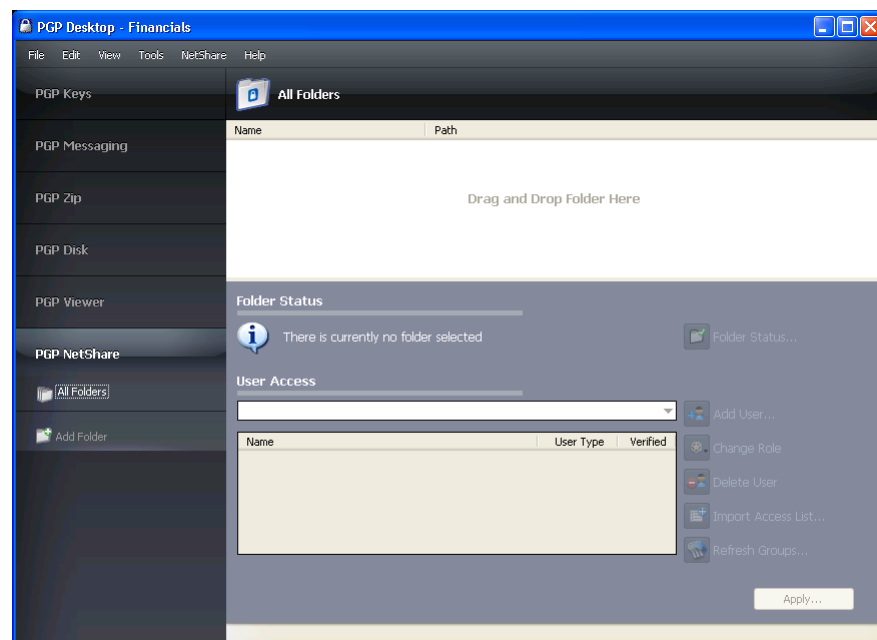 PGP Desktop - Financials
File Edit View Tools NetShare Help
PGP Keys
PGP Messaging
PGP Zip
PGP Disk
PGP Viewer
PGP NetShare
All Folders
Add Folder
All Folders
Name Path
Drag and Drop Folder Here
Folder Status
There is currently no folder selected
Folder Status...
User Access
Add User...
Name User Type Verified
Change Role
Delete User
Import Access List...
Refresh Groups...
Apply...